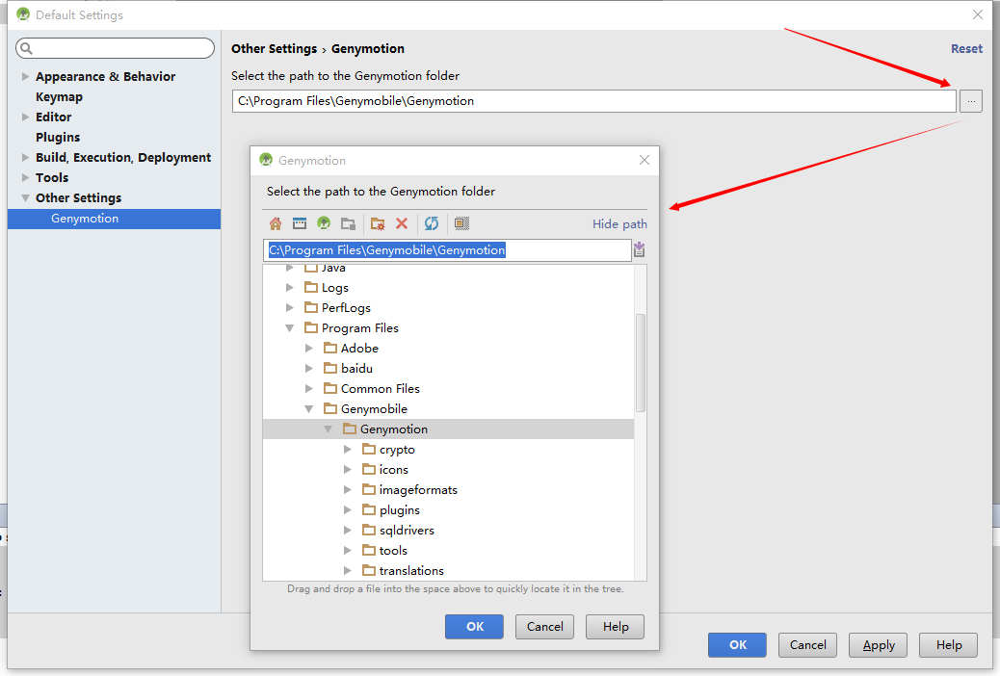 Default Settings
Other Settings › Genymotion
Reset
Appearance & Behavior
Keymap
Editor
Plugins
Build, Execution, Deployment
Tools
Other Settings
Genymotion
Select the path to the Genymotion folder
C:\Program Files\Genymobile\Genymotion
...
Genymotion
Select the path to the Genymotion folder
Hide path
C:\Program Files\Genymobile\Genymotion
Java
Logs
PerfLogs
Program Files
Adobe
baidu
Common Files
Genymobile
Genymotion
crypto
icons
imageformats
plugins
sqldrivers
tools
translations
Drag and drop a file into the space above to quickly locate it in the tree.
OK Cancel Help
OK Cancel Apply Help